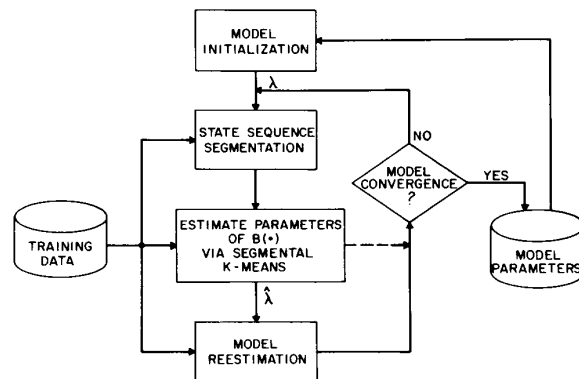 MODEL
INITIALIZATION
λ
STATE SEQUENCE
SEGMENTATION
NO
MODEL
CONVERGENCE
?
YES
TRAINING
DATA
ESTIMATE PARAMETERS
OF B(•)
VIA SEGMENTAL
K-MEANS
MODEL
PARAMETERS
λ̂
MODEL
REESTIMATION